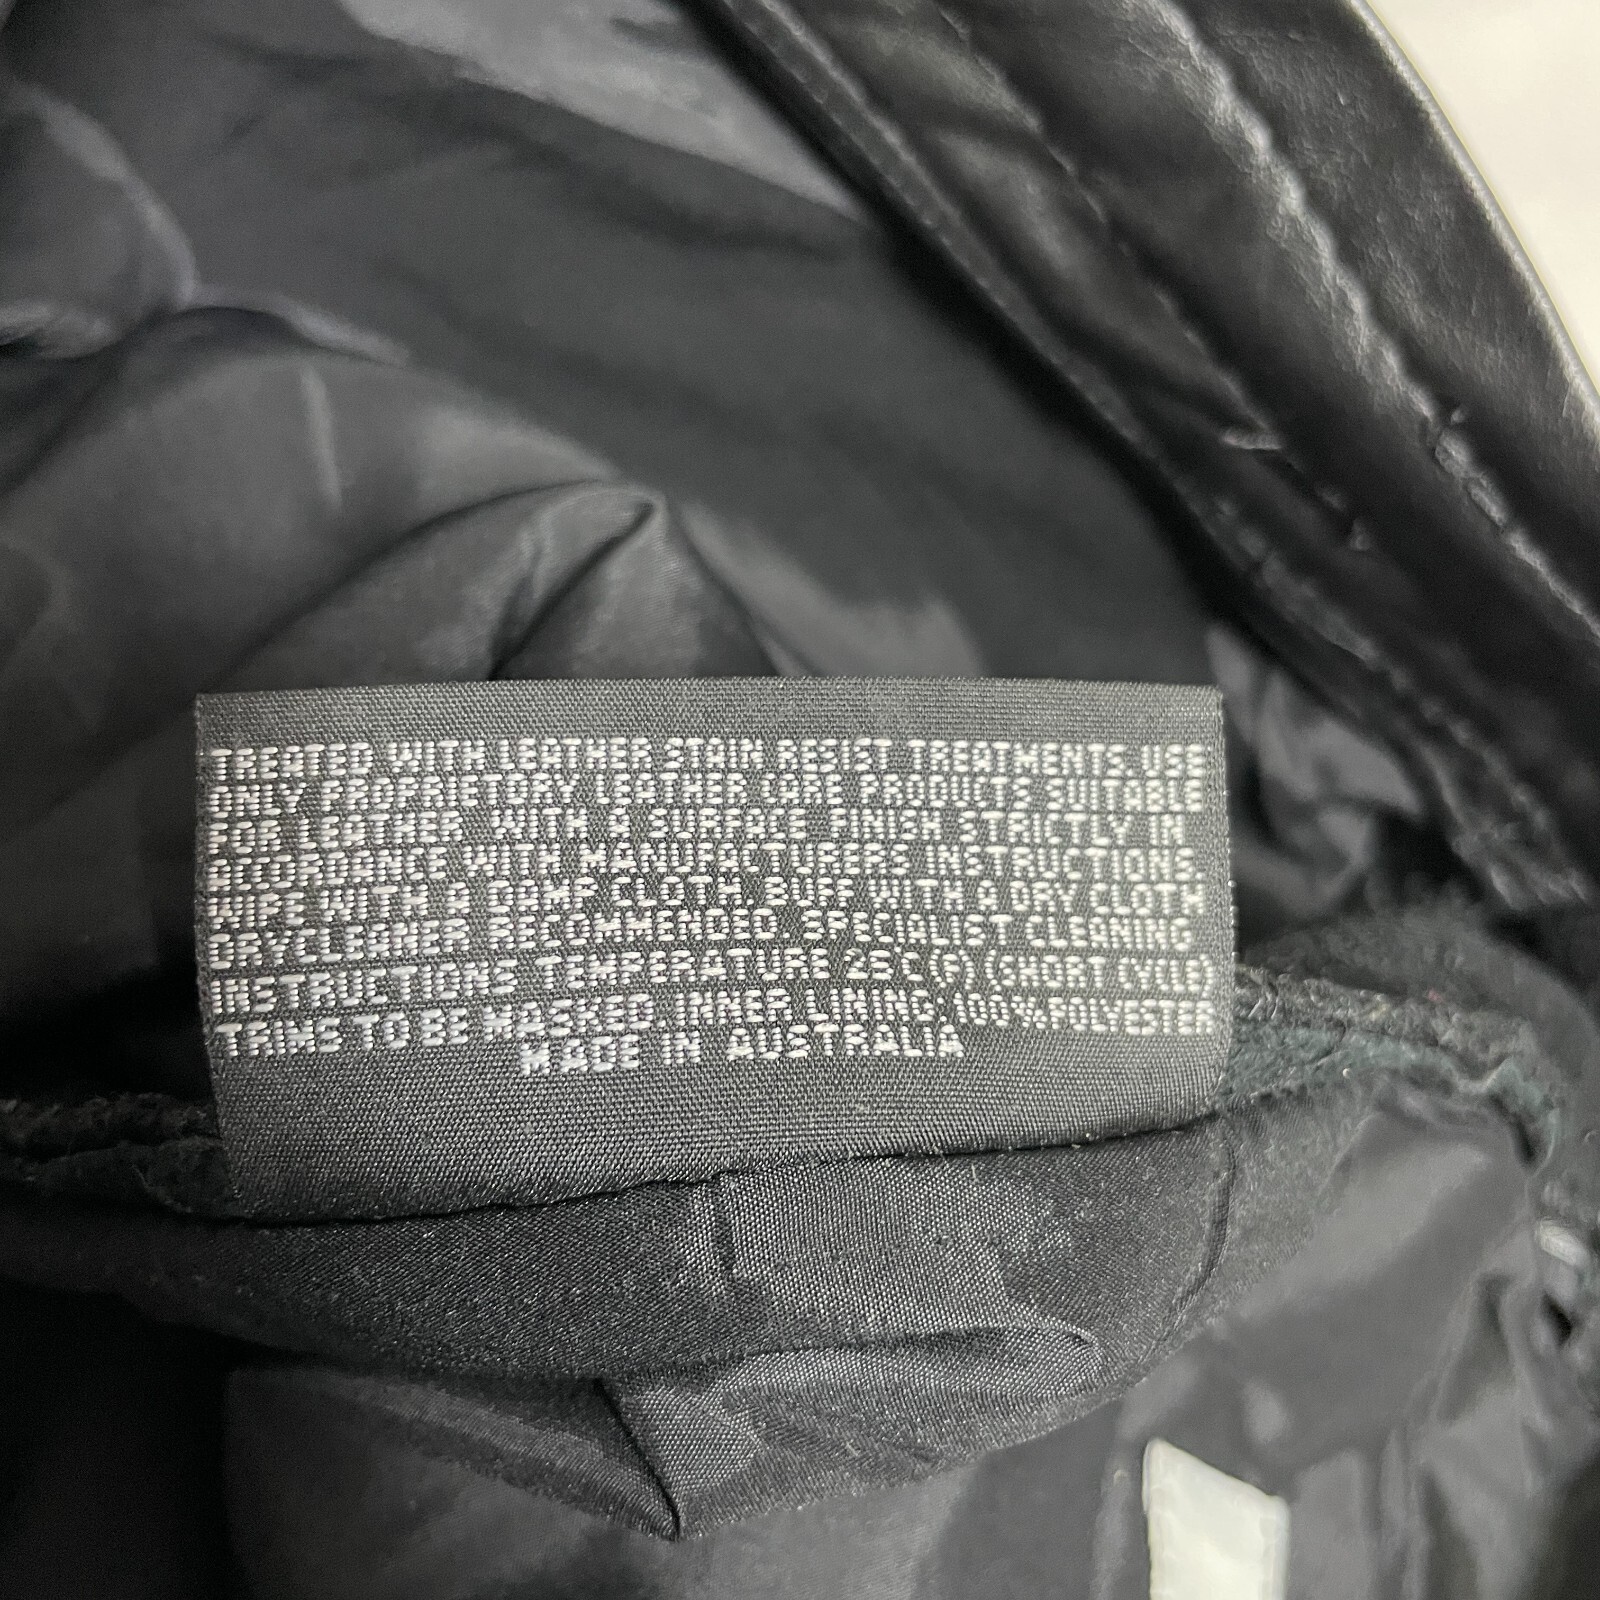 TREATED WITH LEATHER STAIN RESIST TREATMENTS. USE
ONLY PROPRIETORY LEATHER CARE PRODUCTS SUITABLE
FOR LEATHER WITH A SURFACE FINISH STRICTLY IN
ACCORDANCE WITH MANUFACTURERS INSTRUCTIONS.
WIPE WITH A DAMP CLOTH, BUFF WITH A DRY CLOTH
DRYCLEANER RECOMMENDED. SPECIALIST CLEANING
INSTRUCTIONS TEMPERATURE 25°C (P) (SHORT CYCLE)
TRIMS TO BE MASKED. INNER LINING: 100% POLYESTER
MADE IN AUSTRALIA